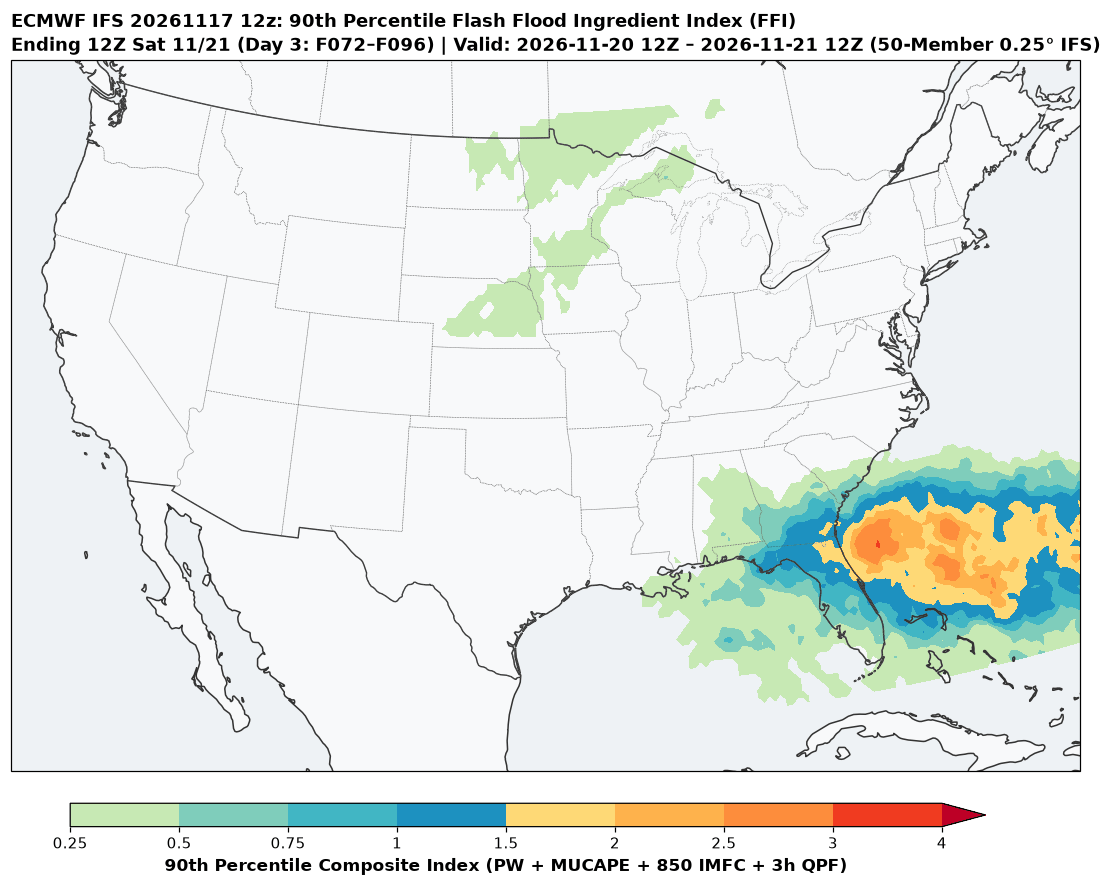 ECMWF IFS 20261117 12z: 90th Percentile Flash Flood Ingredient Index (FFI)
Ending 12Z Sat 11/21 (Day 3: F072–F096) | Valid: 2026-11-20 12Z – 2026-11-21 12Z (50-Member 0.25° IFS)
0.25 0.5 0.75 1 1.5 2 2.5 3 4
90th Percentile Composite Index (PW + MUCAPE + 850 IMFC + 3h QPF)